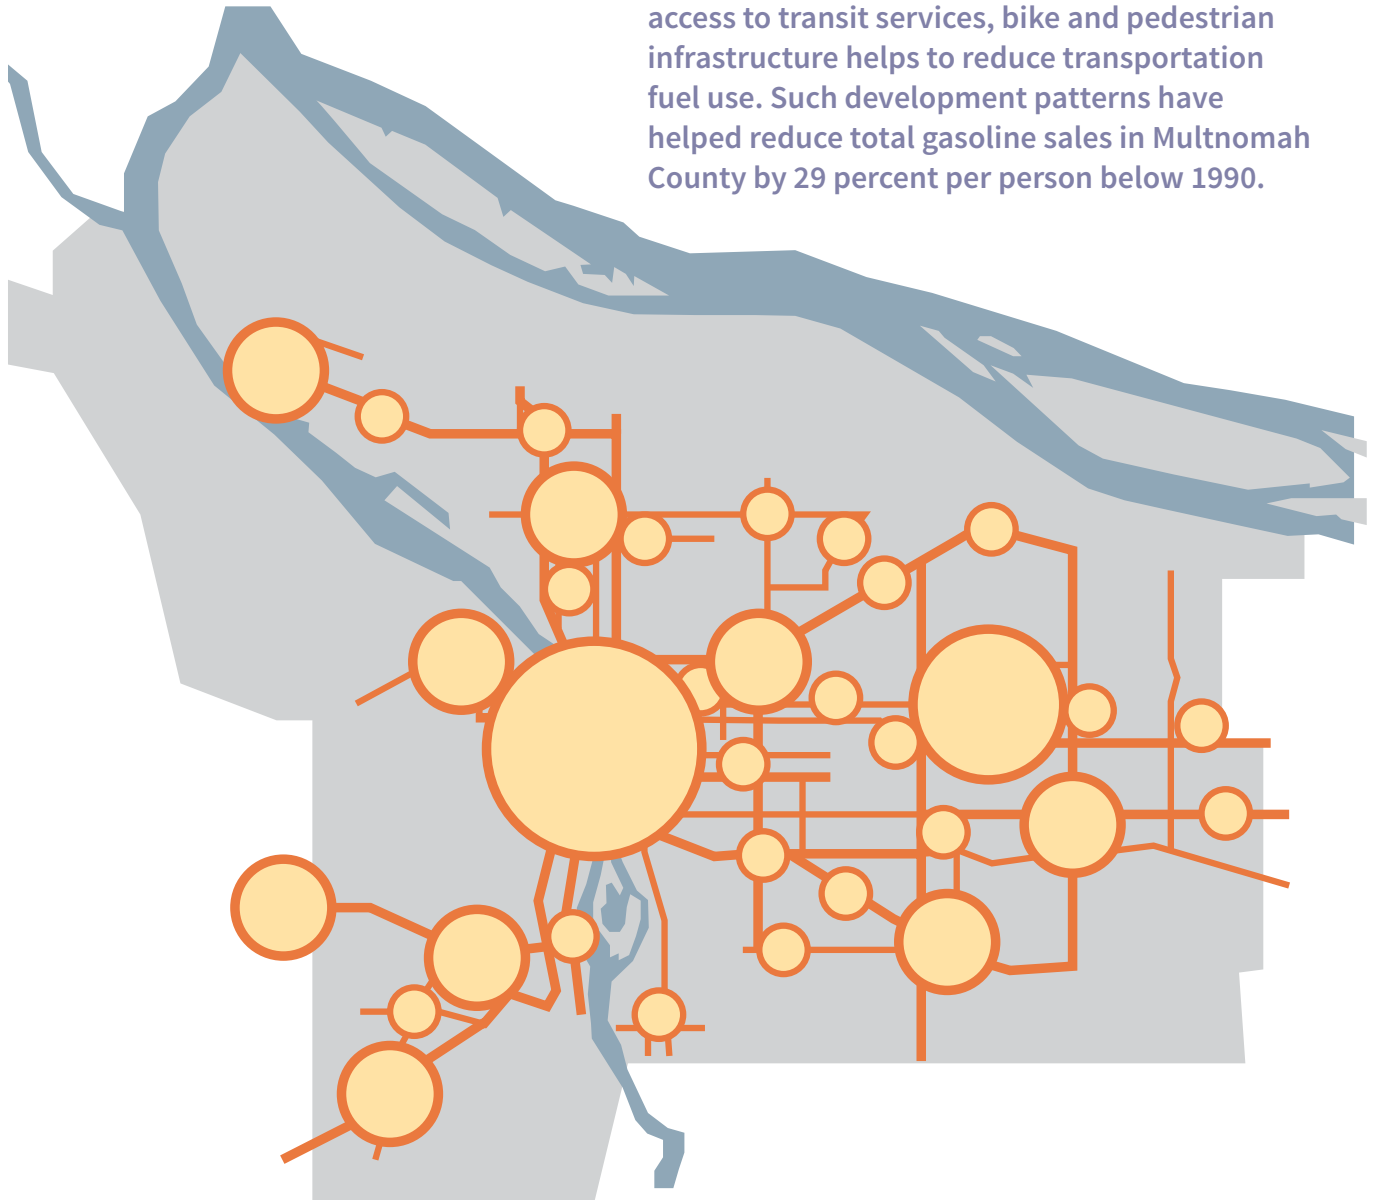 access to transit services, bike and pedestrian
infrastructure helps to reduce transportation
fuel use. Such development patterns have
helped reduce total gasoline sales in Multnomah
County by 29 percent per person below 1990.